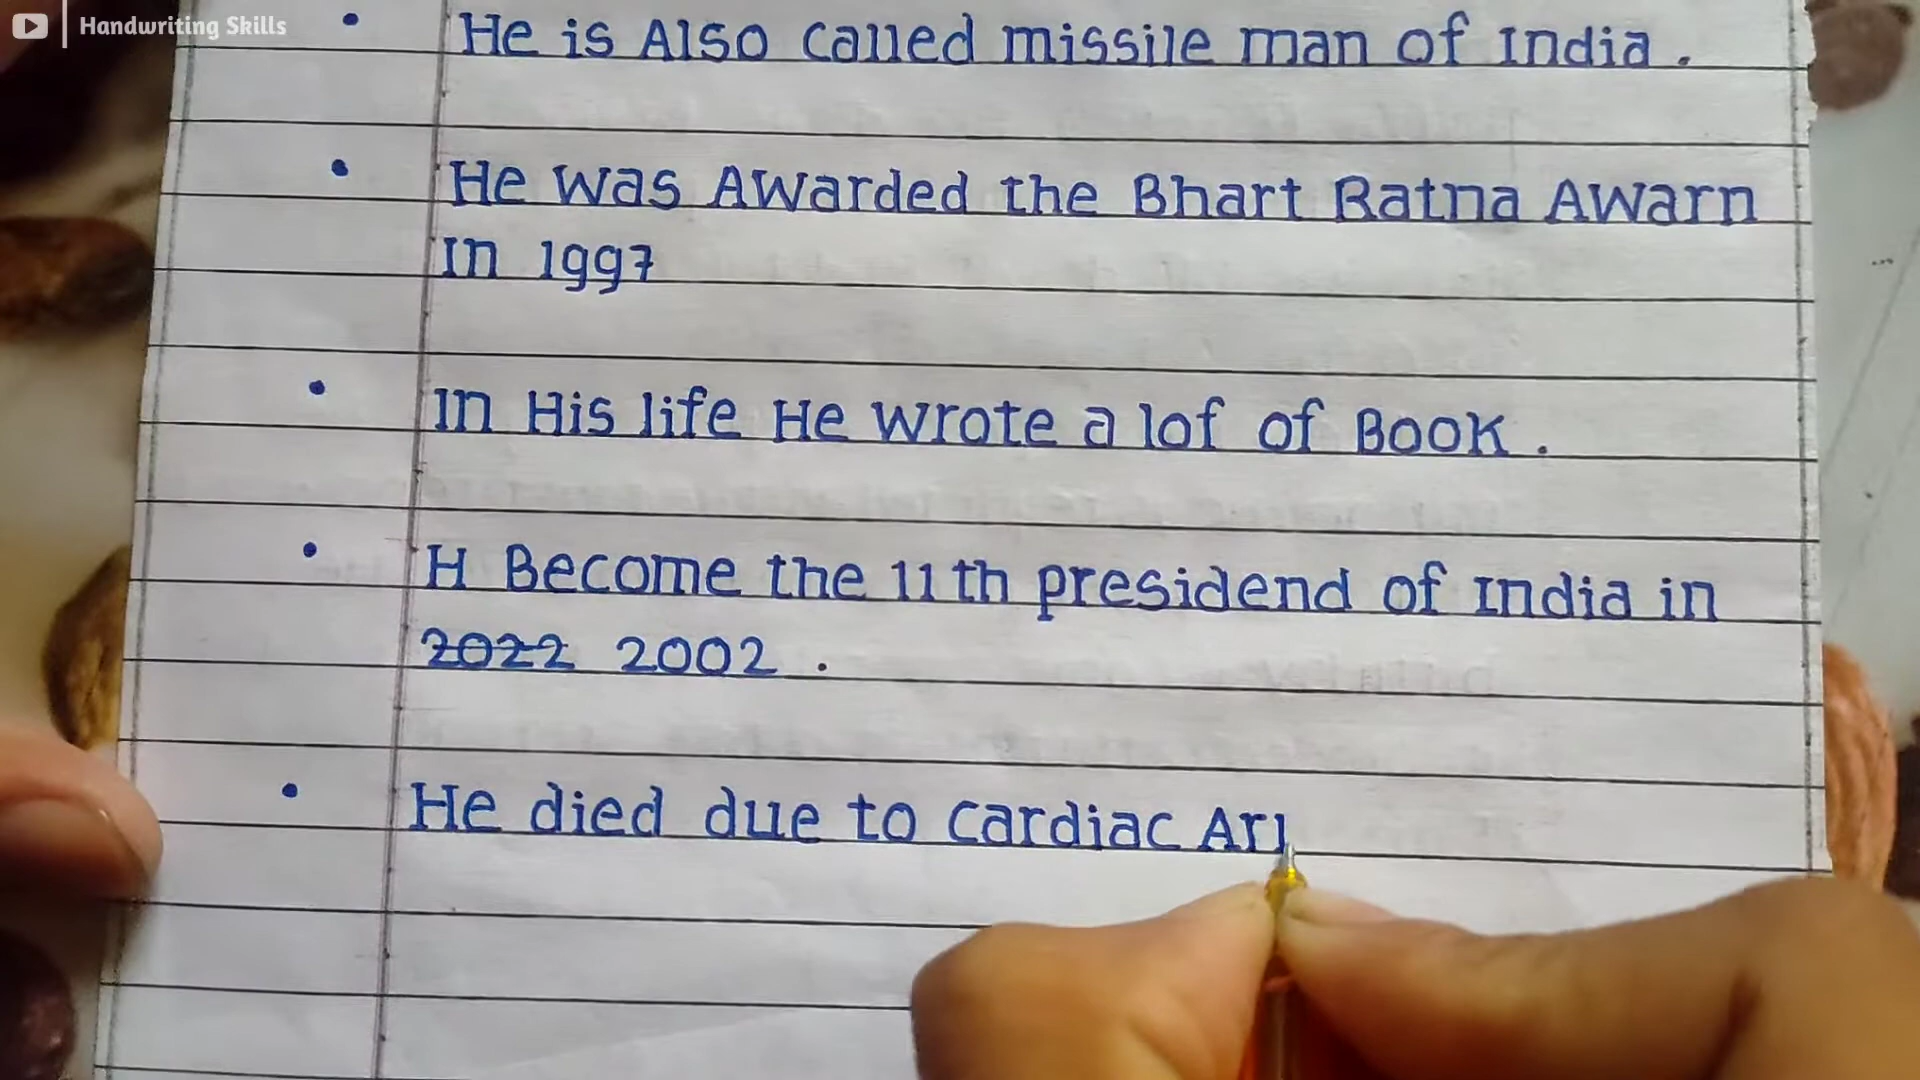 Handwriting Skills
• He is Also called missile man of India.
• He was Awarded the Bhart Ratna Awarn
In 1997
• In His life He wrote a lof of Book.
• H Become the 11th presidend of India in
2022 2002.
• He died due to cardiac Arı